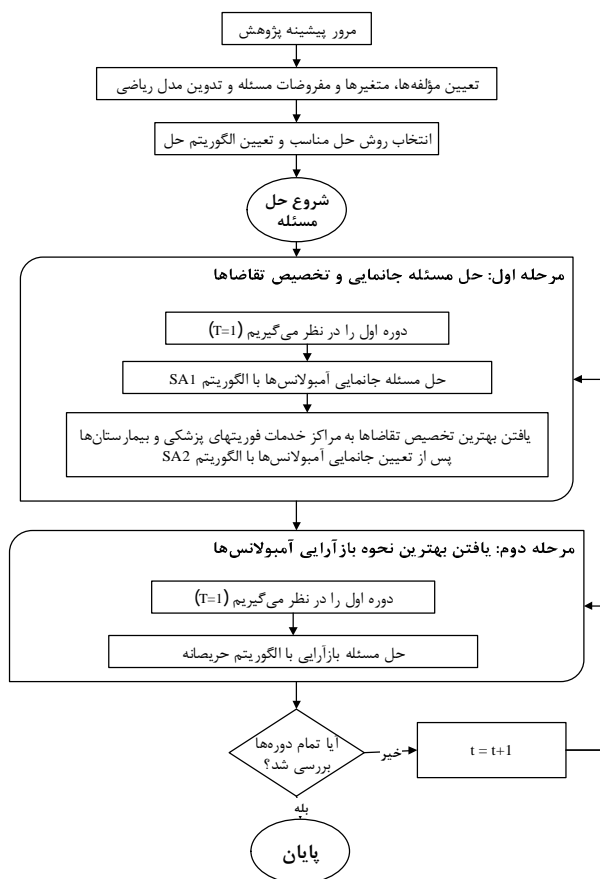 مرور پیشینه پژوهش
تعیین مؤلفه‌ها، متغیرها و مفروضات مسئله و تدوین مدل ریاضی
انتخاب روش حل مناسب و تعیین الگوریتم حل
شروع حل
مسئله
مرحله اول: حل مسئله جانمایی و تخصیص تقاضاها
دوره اول را در نظر می‌گیریم (T=1)
حل مسئله جانمایی آمبولانس‌ها با الگوریتم SA1
یافتن بهترین تخصیص تقاضاها به مراکز خدمات فوریتهای پزشکی و بیمارستان‌ها
پس از تعیین جانمایی آمبولانس‌ها با الگوریتم SA2
مرحله دوم: یافتن بهترین نحوه بازآرایی آمبولانس‌ها
دوره اول را در نظر می‌گیریم (T=1)
حل مسئله بازآرایی با الگوریتم حریصانه
آیا تمام دوره‌ها
بررسی شد؟
خیر
t = t+1
بله
پایان